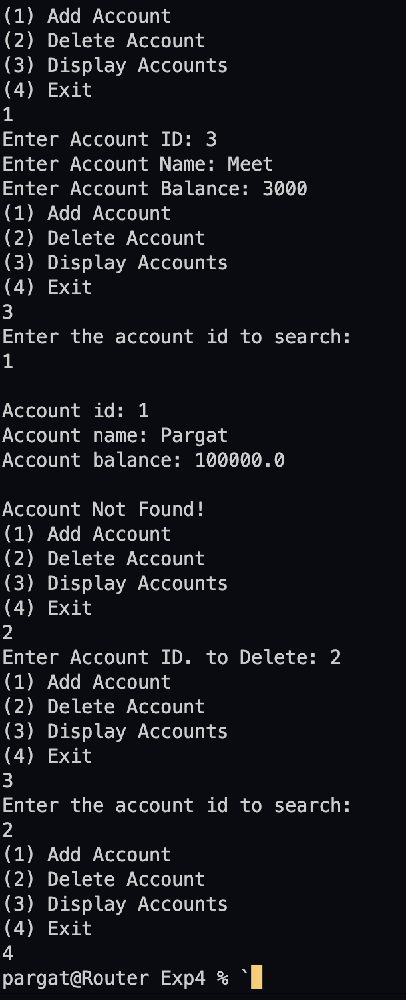 (1) Add Account
(2) Delete Account
(3) Display Accounts
(4) Exit
1
Enter Account ID: 3
Enter Account Name: Meet
Enter Account Balance: 3000
(1) Add Account
(2) Delete Account
(3) Display Accounts
(4) Exit
3
Enter the account id to search:
1

Account id: 1
Account name: Pargat
Account balance: 100000.0

Account Not Found!
(1) Add Account
(2) Delete Account
(3) Display Accounts
(4) Exit
2
Enter Account ID. to Delete: 2
(1) Add Account
(2) Delete Account
(3) Display Accounts
(4) Exit
3
Enter the account id to search:
2
(1) Add Account
(2) Delete Account
(3) Display Accounts
(4) Exit
4
pargat@Router Exp4 % `